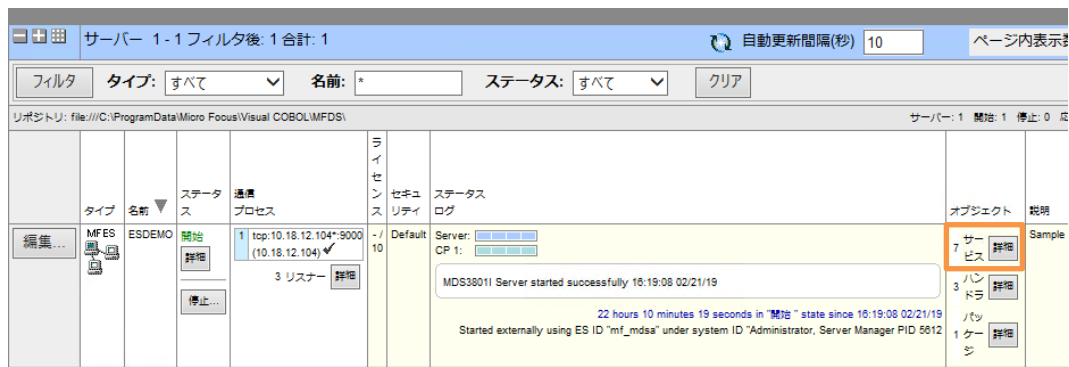 サーバー 1 - 1 フィルタ後: 1 合計: 1 自動更新間隔(秒) 10 ページ内表示数
フィルタ タイプ: すべて 名前: * ステータス: すべて クリア
リポジトリ: file:///C:\ProgramData\Micro Focus\Visual COBOL\MFDS\ サーバー: 1 開始: 1 停止: 0 応
タイプ 名前 ▼ ステータス 通信プロセス ライセンス セキュリティ ステータスログ オブジェクト 説明
編集... MFES ESDEMO 開始 詳細 停止... 1 tcp:10.18.12.104*:9000 - / 10 Default Server: 7 サービス 詳細 Sample
(10.18.12.104) ✔ CP 1:
3 リスナー 詳細 MDS3801I Server started successfully 16:19:08 02/21/19 3 ハンドラ 詳細
22 hours 10 minutes 19 seconds in "開始 " state since 16:19:08 02/21/19
Started externally using ES ID "mf_mdsa" under system ID "Administrator, Server Manager PID 5612 1 パッケージ 詳細